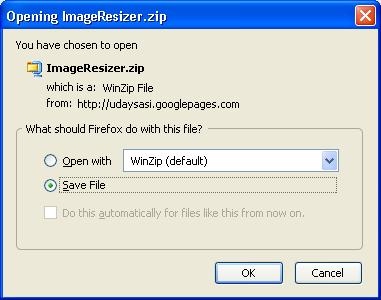 Opening ImageResizer.zip
You have chosen to open
ImageResizer.zip
which is a: WinZip File
from: http://udaysasi.googlepages.com
What should Firefox do with this file?
Open with WinZip (default)
Save File
Do this automatically for files like this from now on.
OK Cancel